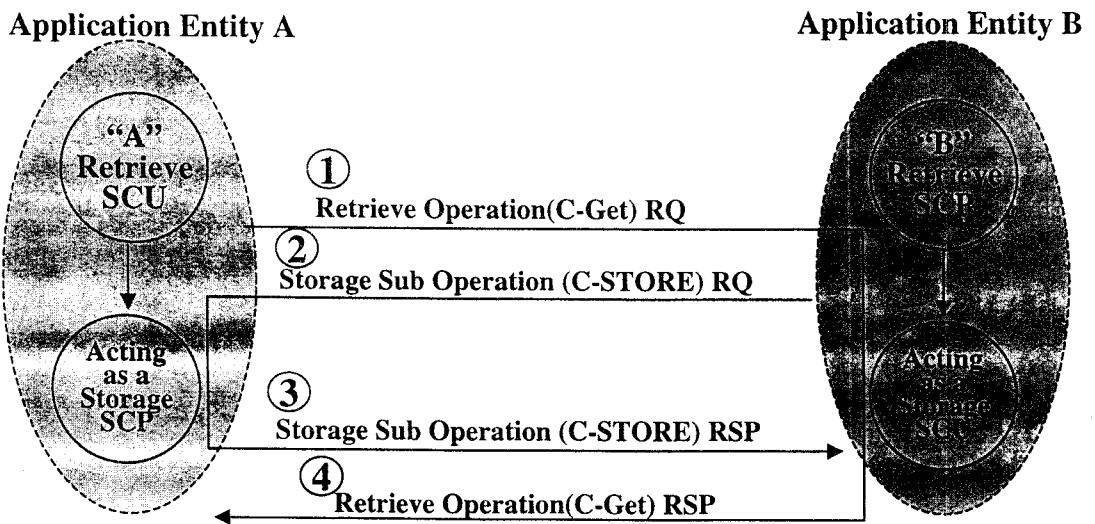 Application Entity A
Application Entity B
“A”
Retrieve
SCU
“B”
Retrieve
SCP
1
Retrieve Operation(C-Get) RQ
2
Storage Sub Operation (C-STORE) RQ
Acting
as a
Storage
SCP
Acting
as a
Storage
SCU
3
Storage Sub Operation (C-STORE) RSP
4
Retrieve Operation(C-Get) RSP